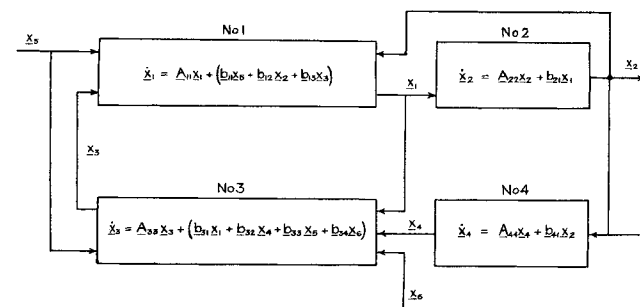 No1
No2
x₅
ẋ₁ = A₁₁x₁ + (b₁₁x₅ + b₁₂x₂ + b₁₃x₃)
x₁
ẋ₂ = A₂₂x₂ + b₂₁x₁
x₂
x₃
No3
No4
ẋ₃ = A₃₃x₃ + (b₃₁x₁ + b₃₂x₄ + b₃₃x₅ + b₃₄x₆)
x₄
ẋ₄ = A₄₄x₄ + b₄₁x₂
x₆